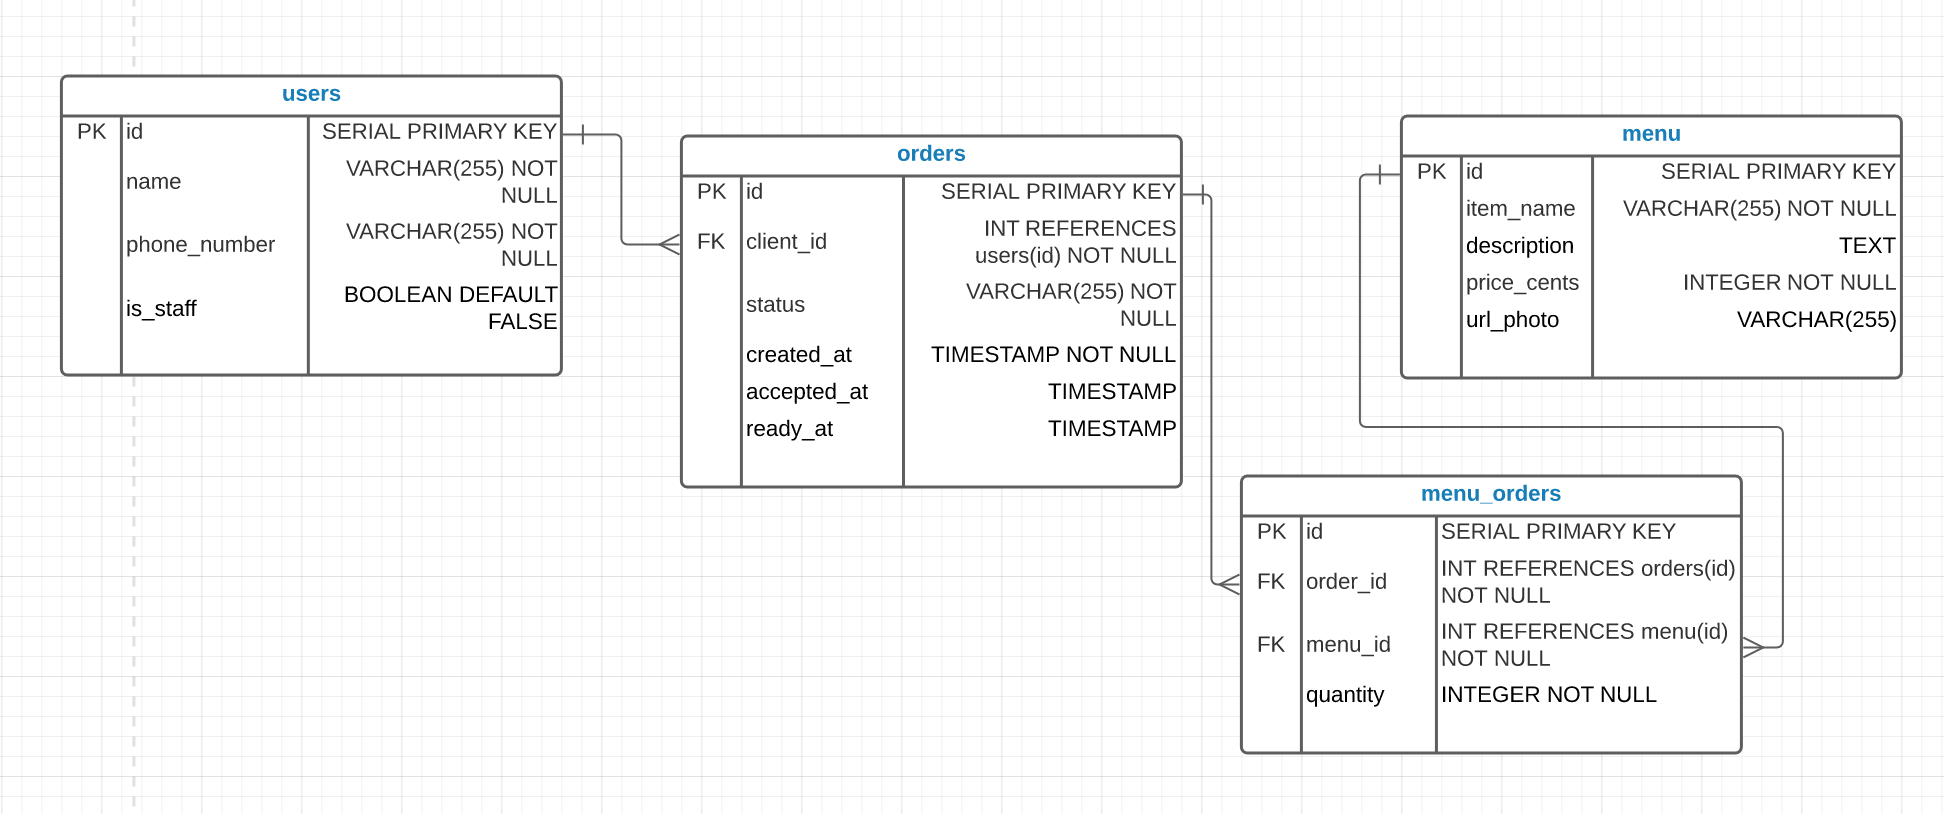 users
PK id SERIAL PRIMARY KEY
name VARCHAR(255) NOT
NULL
phone_number VARCHAR(255) NOT
NULL
is_staff BOOLEAN DEFAULT
FALSE
orders
PK id SERIAL PRIMARY KEY
FK client_id INT REFERENCES
users(id) NOT NULL
status VARCHAR(255) NOT
NULL
created_at TIMESTAMP NOT NULL
accepted_at TIMESTAMP
ready_at TIMESTAMP
menu
PK id SERIAL PRIMARY KEY
item_name VARCHAR(255) NOT NULL
description TEXT
price_cents INTEGER NOT NULL
url_photo VARCHAR(255)
menu_orders
PK id SERIAL PRIMARY KEY
FK order_id INT REFERENCES orders(id)
NOT NULL
FK menu_id INT REFERENCES menu(id)
NOT NULL
quantity INTEGER NOT NULL